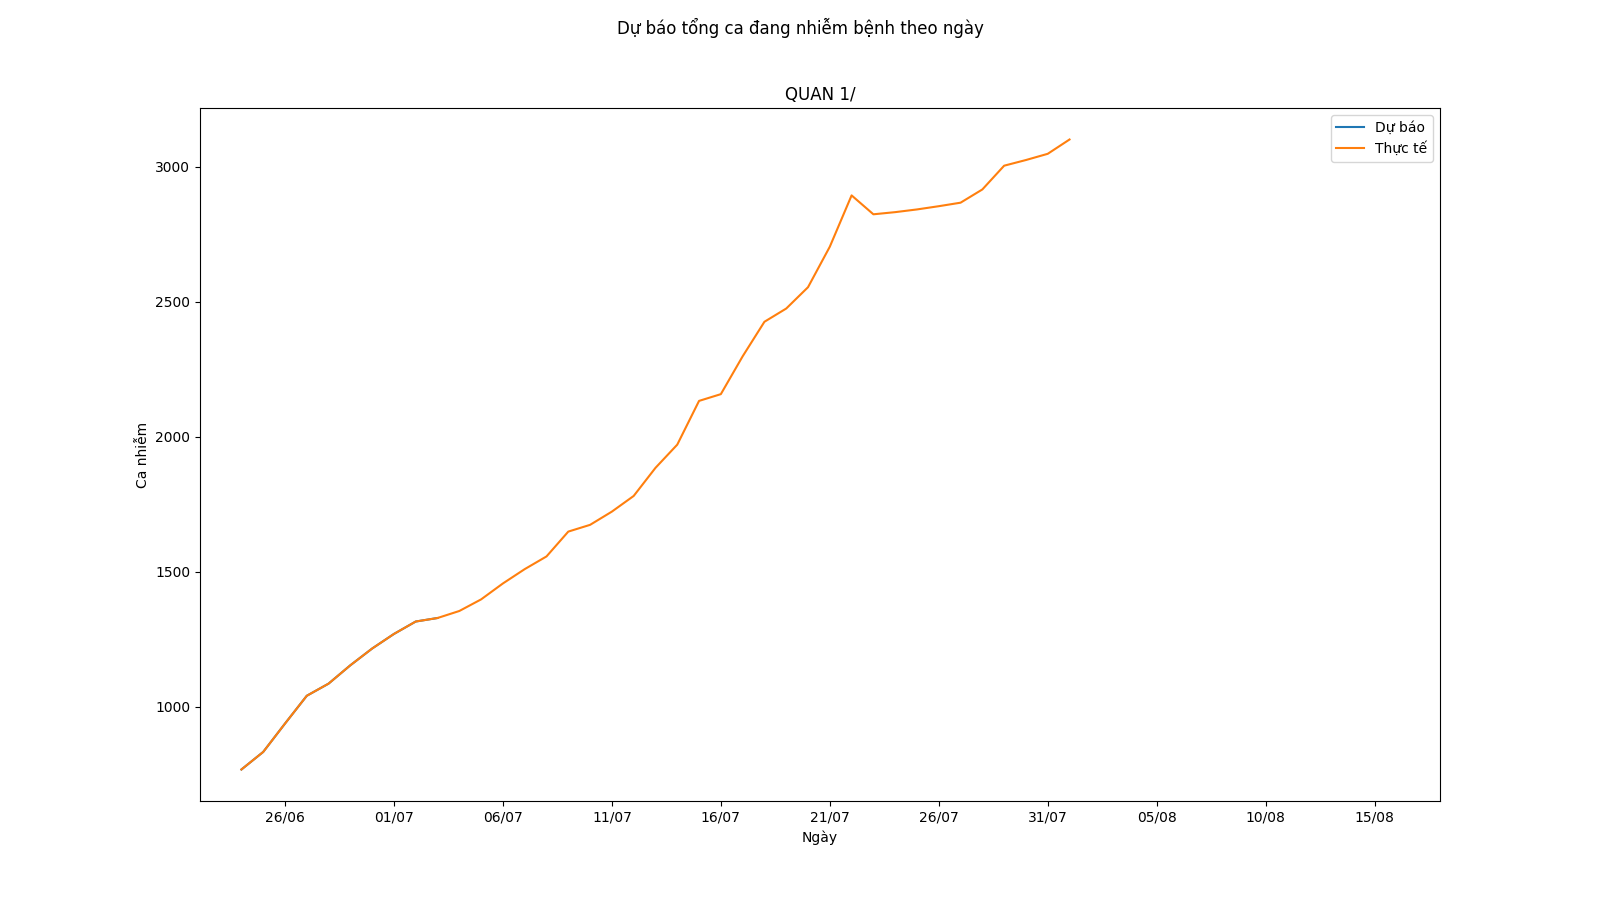 Dự báo tổng ca đang nhiễm bệnh theo ngày
QUAN 1/
Dự báo
Thực tế
3000
2500
2000
1500
1000
Ca nhiễm
26/06 01/07 06/07 11/07 16/07 21/07 26/07 31/07 05/08 10/08 15/08
Ngày